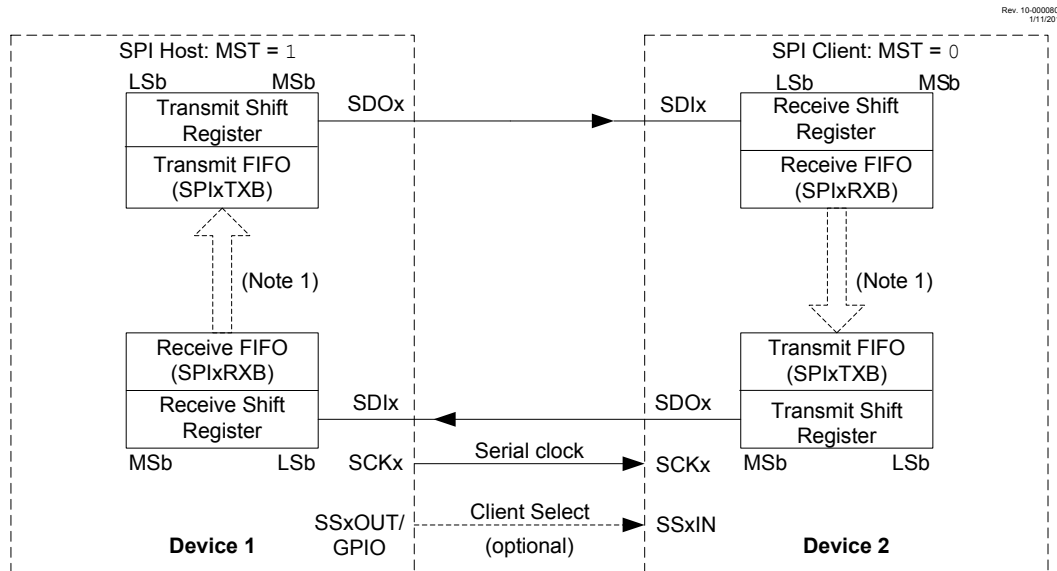 Rev. 10-000080
1/11/201
SPI Host: MST = 1
LSb MSb
Transmit Shift
Register
Transmit FIFO
(SPIxTXB)
SDOx
(Note 1)
Receive FIFO
(SPIxRXB)
Receive Shift
Register
MSb LSb
SDIx
SCKx
SSxOUT/
GPIO
Device 1
Serial clock
Client Select
(optional)
SPI Client: MST = 0
LSb MSb
SDIx
Receive Shift
Register
Receive FIFO
(SPIxRXB)
(Note 1)
Transmit FIFO
(SPIxTXB)
Transmit Shift
Register
MSb LSb
SDOx
SCKx
SSxIN
Device 2